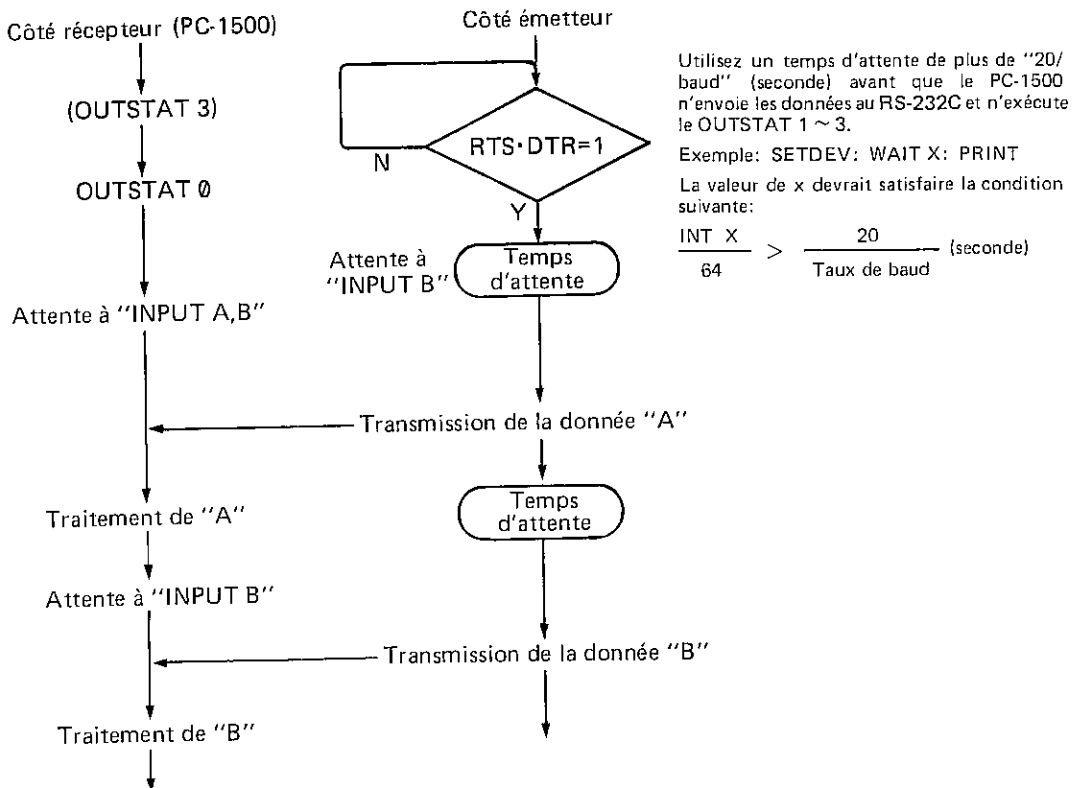 Côté récepteur (PC-1500)
(OUTSTAT 3)
OUTSTAT 0
Attente à "INPUT A,B"
Traitement de "A"
Attente à "INPUT B"
Traitement de "B"
Côté émetteur
RTS·DTR=1
N
Y
Attente à
"INPUT B"
Temps
d'attente
Transmission de la donnée "A"
Temps
d'attente
Transmission de la donnée "B"
Utilisez un temps d'attente de plus de "20/
baud" (seconde) avant que le PC-1500
n'envoie les données au RS-232C et n'exécute
le OUTSTAT 1 ~ 3.
Exemple: SETDEV: WAIT X: PRINT
La valeur de x devrait satisfaire la condition
suivante:
INT X / 64 > 20 / Taux de baud (seconde)